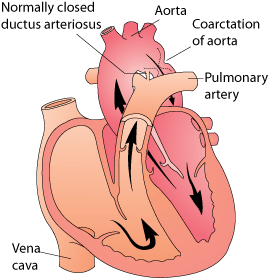 Normally closed
ductus arteriosus
Aorta
Coarctation
of aorta
Pulmonary
artery
Vena
cava